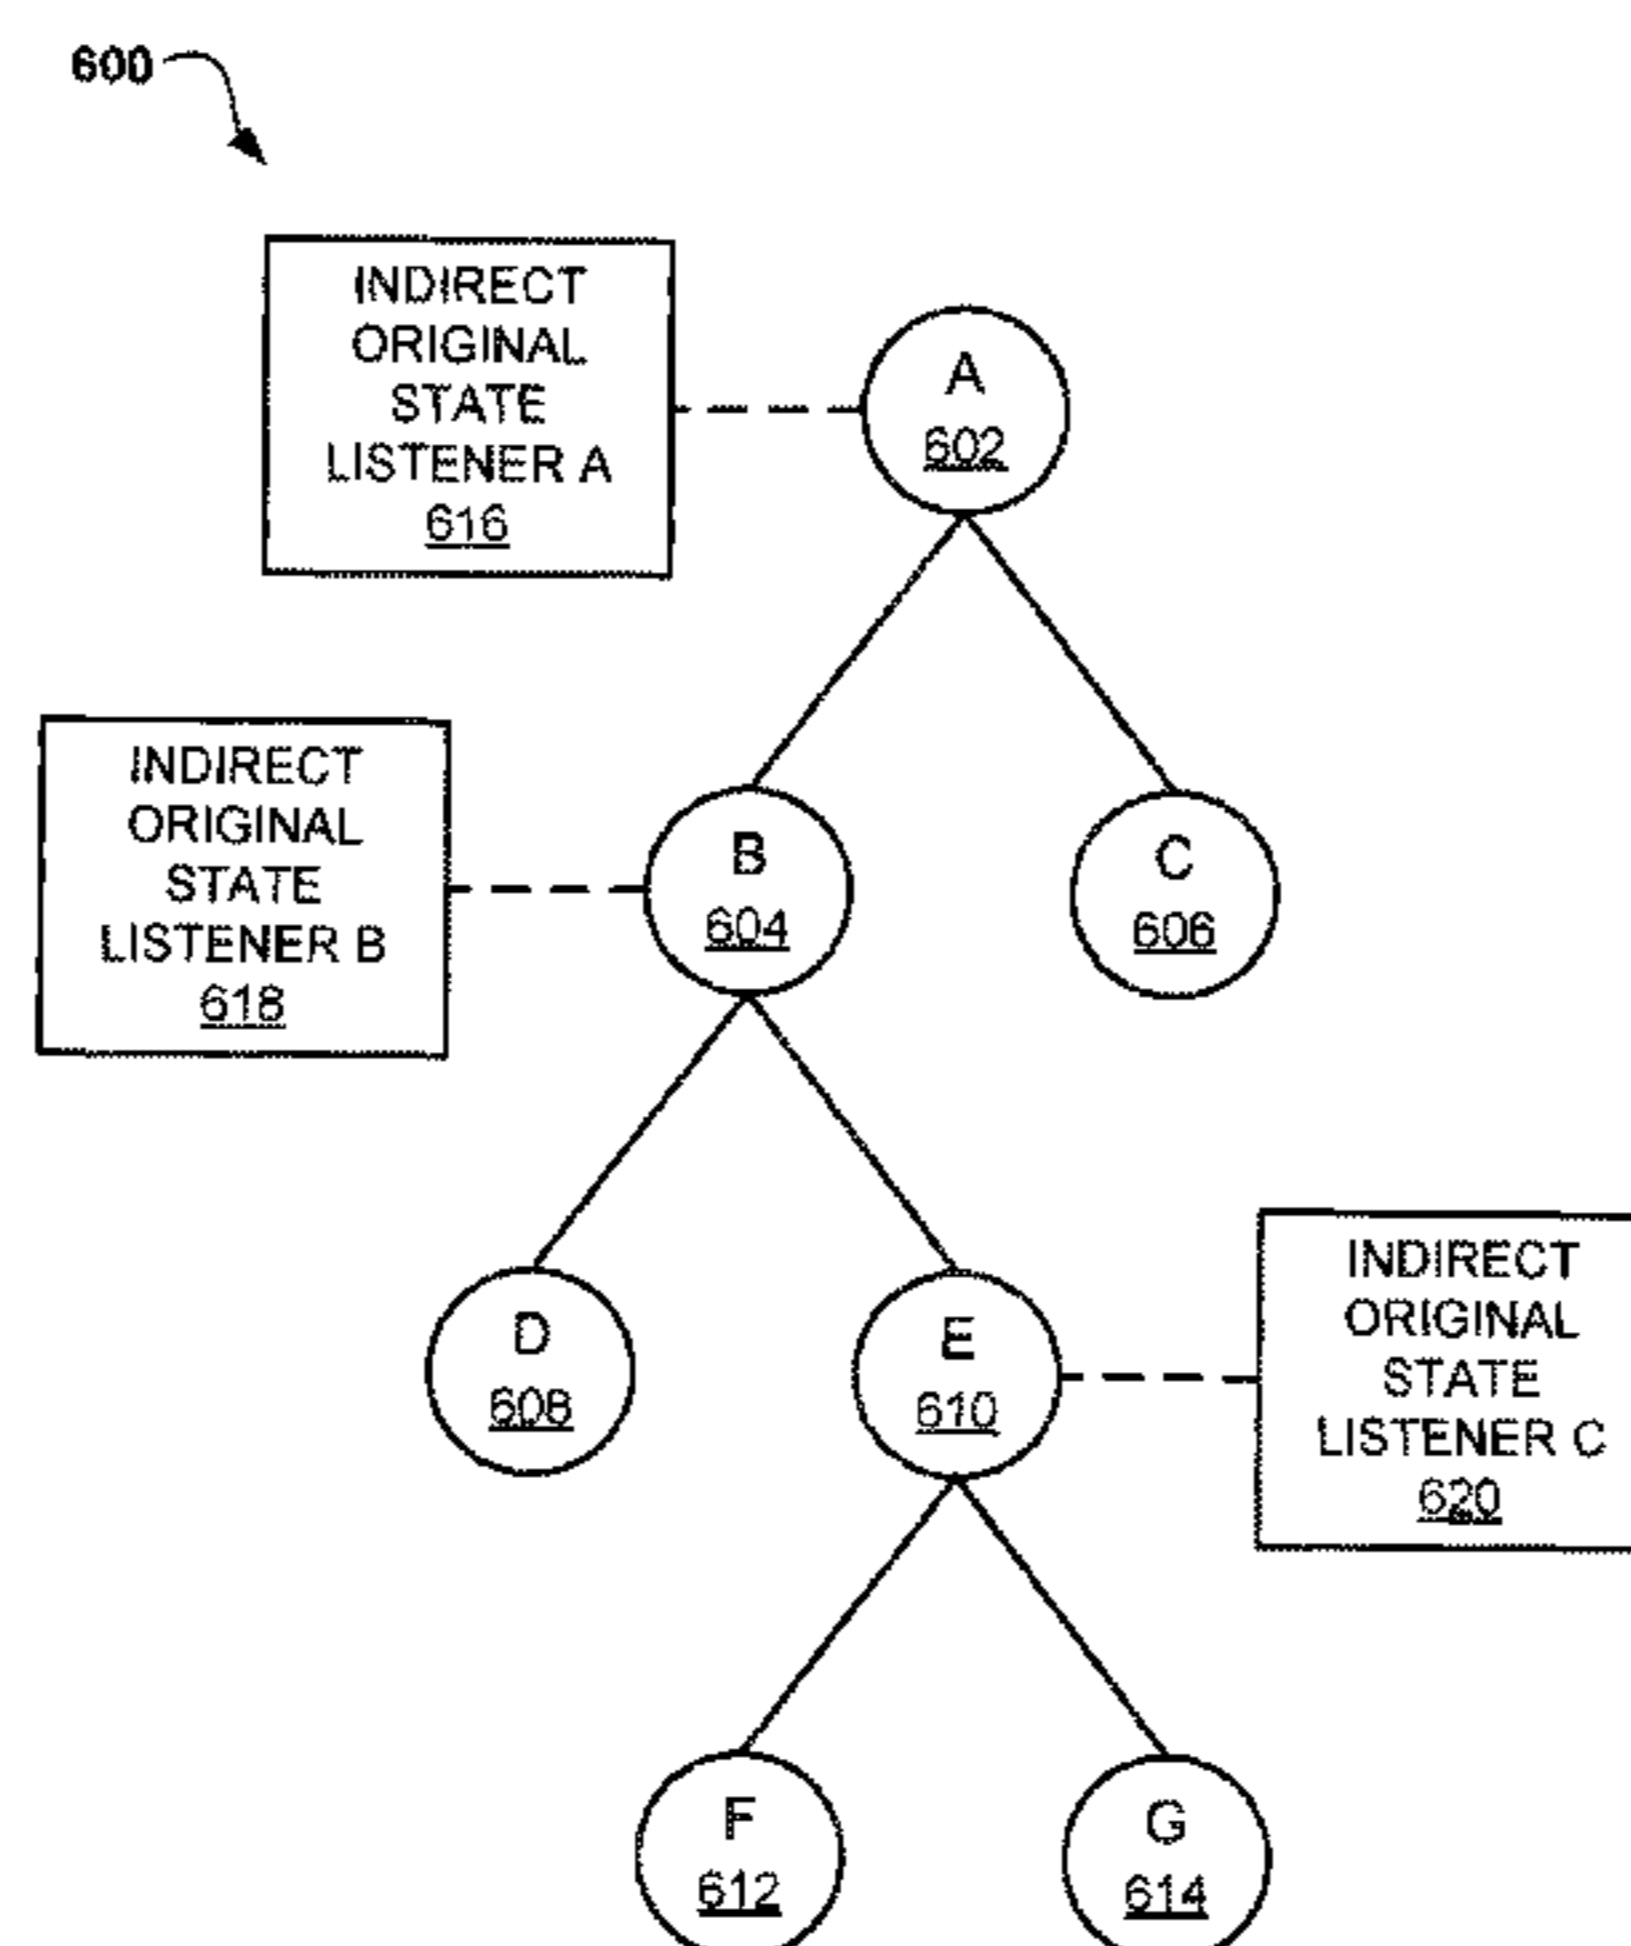 600
INDIRECT
ORIGINAL
STATE
LISTENER A
616
A
602
INDIRECT
ORIGINAL
STATE
LISTENER B
618
B
604
C
606
D
608
E
610
INDIRECT
ORIGINAL
STATE
LISTENER C
620
F
612
G
614